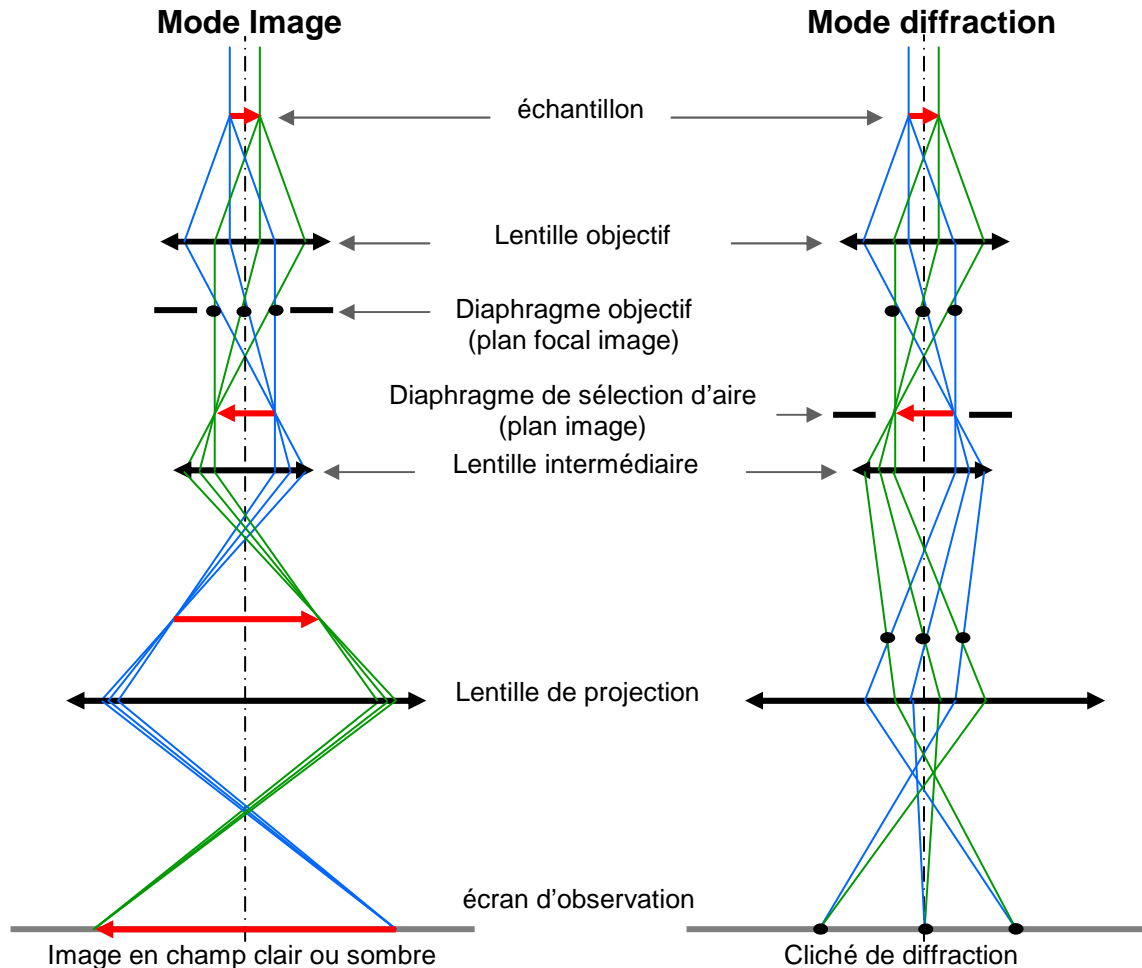 Mode Image
Mode diffraction
échantillon
Lentille objectif
Diaphragme objectif
(plan focal image)
Diaphragme de sélection d'aire
(plan image)
Lentille intermédiaire
Lentille de projection
écran d'observation
Image en champ clair ou sombre
Cliché de diffraction